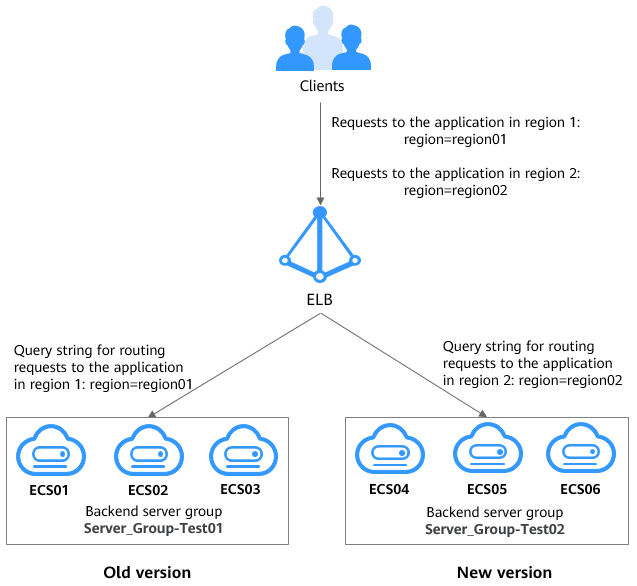 Clients
Requests to the application in region 1:
region=region01
Requests to the application in region 2:
region=region02
ELB
Query string for routing
requests to the application
in region 1: region=region01
Query string for routing
requests to the application
in region 2: region=region02
ECS01
ECS02
ECS03
Backend server group
Server_Group-Test01
ECS04
ECS05
ECS06
Backend server group
Server_Group-Test02
Old version
New version